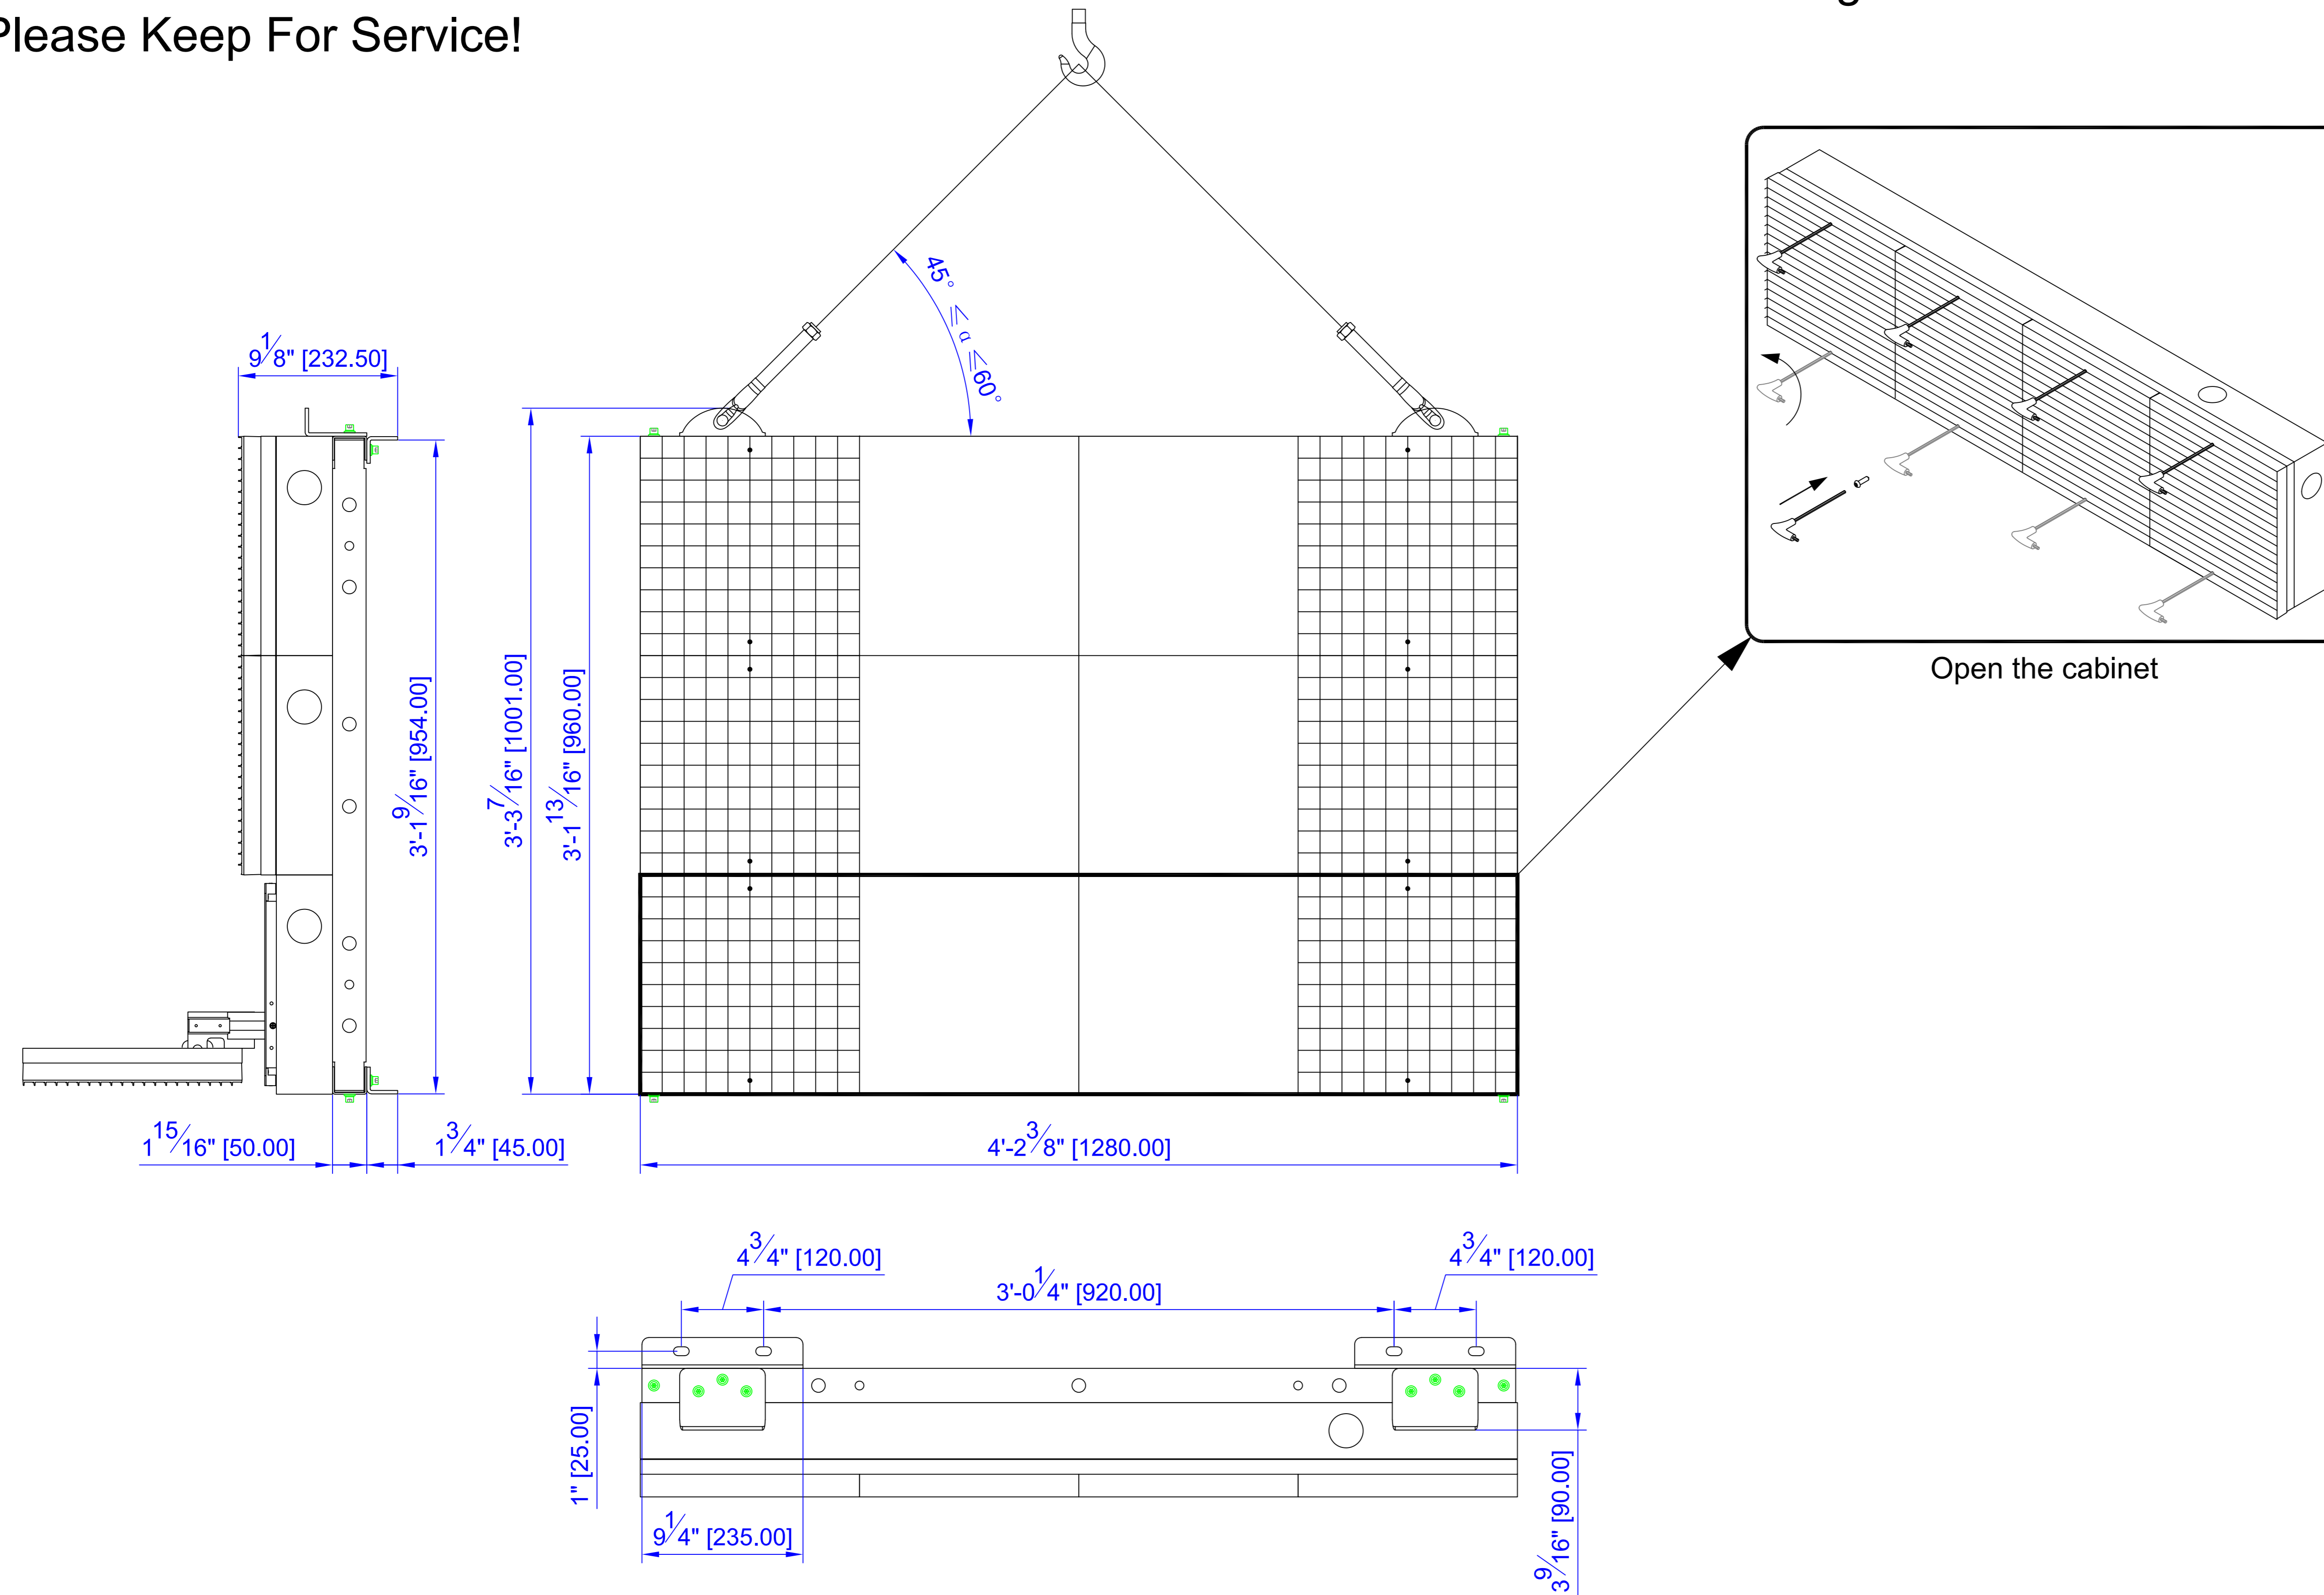 Please Keep For Service!
45° ≤ α ≤60°
9 1/8" [232.50]
3'-1 9/16" [954.00]
3'-3 7/16" [1001.00]
3'-1 13/16" [960.00]
Open the cabinet
1 15/16" [50.00]
1 3/4" [45.00]
4'-2 3/8" [1280.00]
4 3/4" [120.00]
3'-0 1/4" [920.00]
4 3/4" [120.00]
1" [25.00]
9 1/4" [235.00]
3 9/16" [90.00]